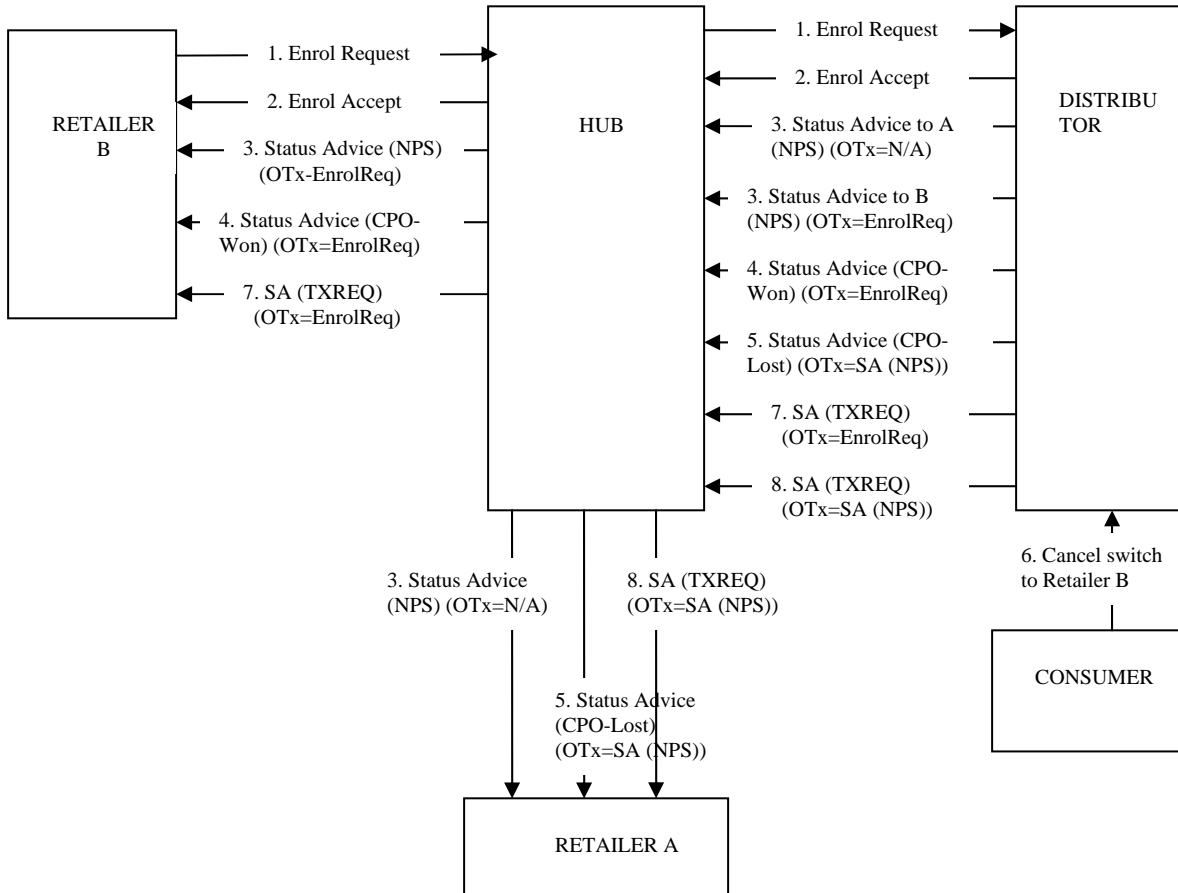 RETAILER
B
1. Enrol Request
2. Enrol Accept
3. Status Advice (NPS)
(OTx-EnrolReq)
4. Status Advice (CPO-
Won) (OTx=EnrolReq)
7. SA (TXREQ)
(OTx=EnrolReq)
HUB
1. Enrol Request
2. Enrol Accept
3. Status Advice to A
(NPS) (OTx=N/A)
3. Status Advice to B
(NPS) (OTx=EnrolReq)
4. Status Advice (CPO-
Won) (OTx=EnrolReq)
5. Status Advice (CPO-
Lost) (OTx=SA (NPS))
7. SA (TXREQ)
(OTx=EnrolReq)
8. SA (TXREQ)
(OTx=SA (NPS))
DISTRIBU
TOR
6. Cancel switch
to Retailer B
CONSUMER
3. Status Advice
(NPS) (OTx=N/A)
8. SA (TXREQ)
(OTx=SA (NPS))
5. Status Advice
(CPO-Lost)
(OTx=SA (NPS))
RETAILER A